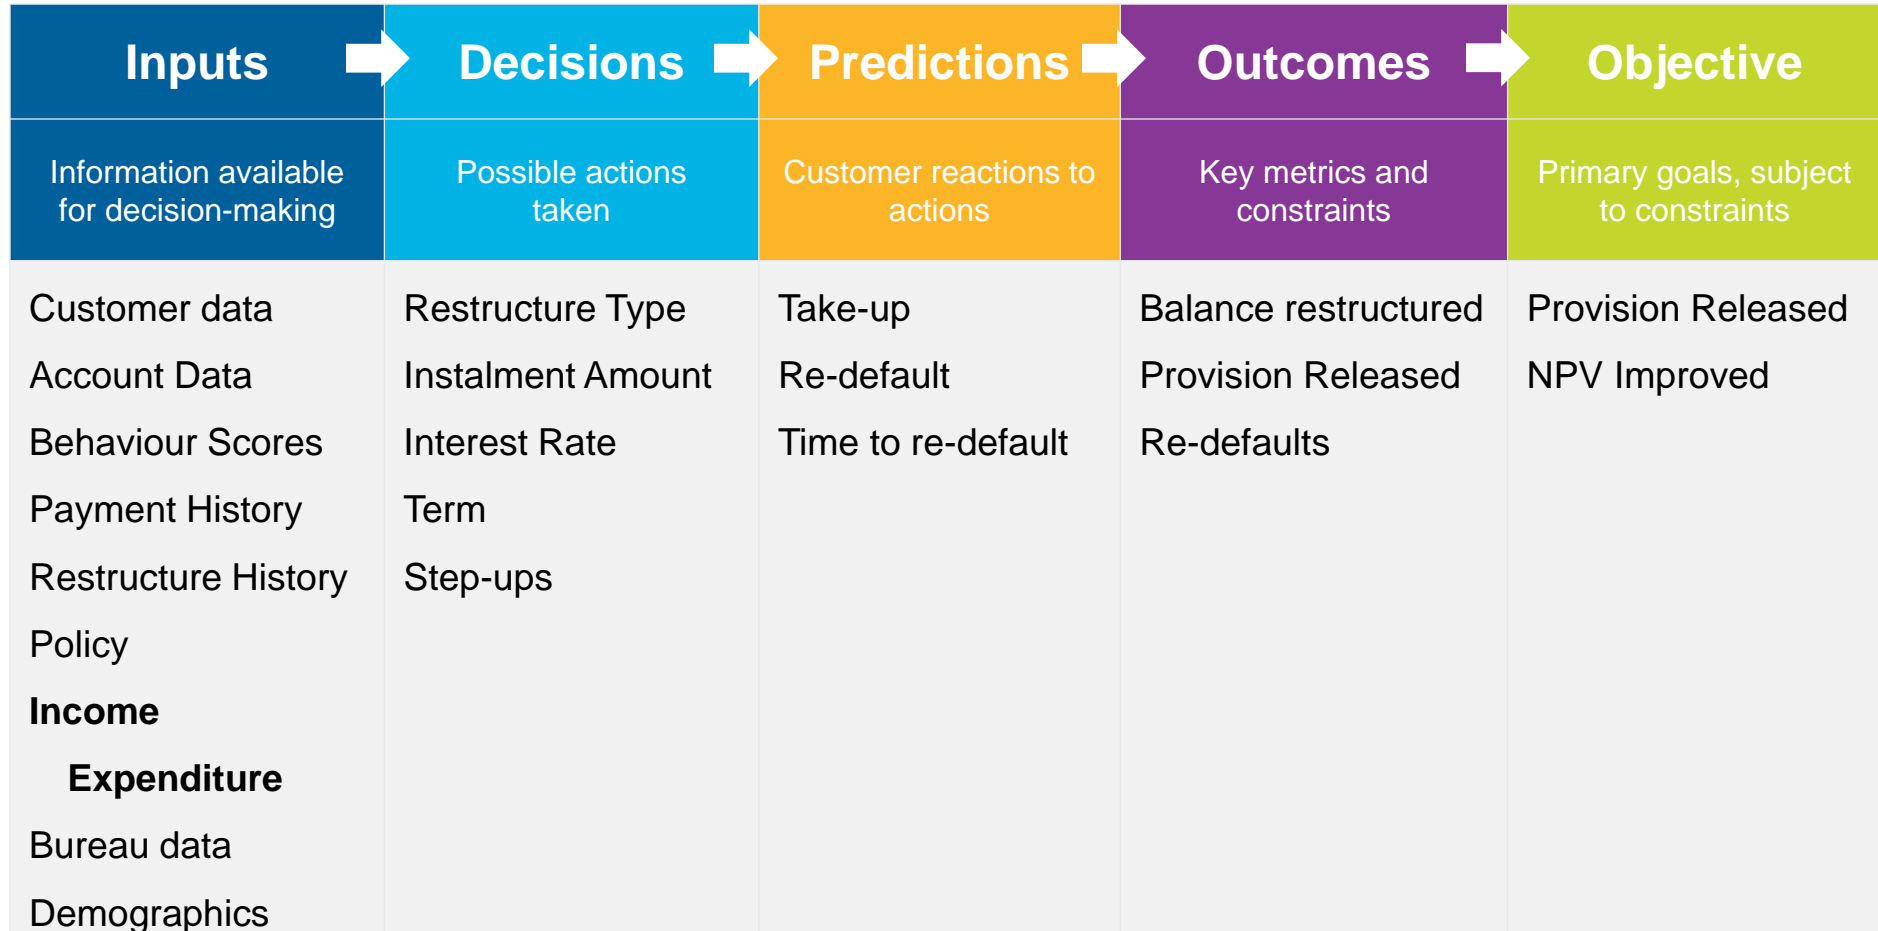 Inputs
Decisions
Predictions
Outcomes
Objective
Information available
for decision-making
Possible actions
taken
Customer reactions to
actions
Key metrics and
constraints
Primary goals, subject
to constraints
Customer data
Account Data
Behaviour Scores
Payment History
Restructure History
Policy
Income
Expenditure
Bureau data
Demographics
Restructure Type
Instalment Amount
Interest Rate
Term
Step-ups
Take-up
Re-default
Time to re-default
Balance restructured
Provision Released
Re-defaults
Provision Released
NPV Improved